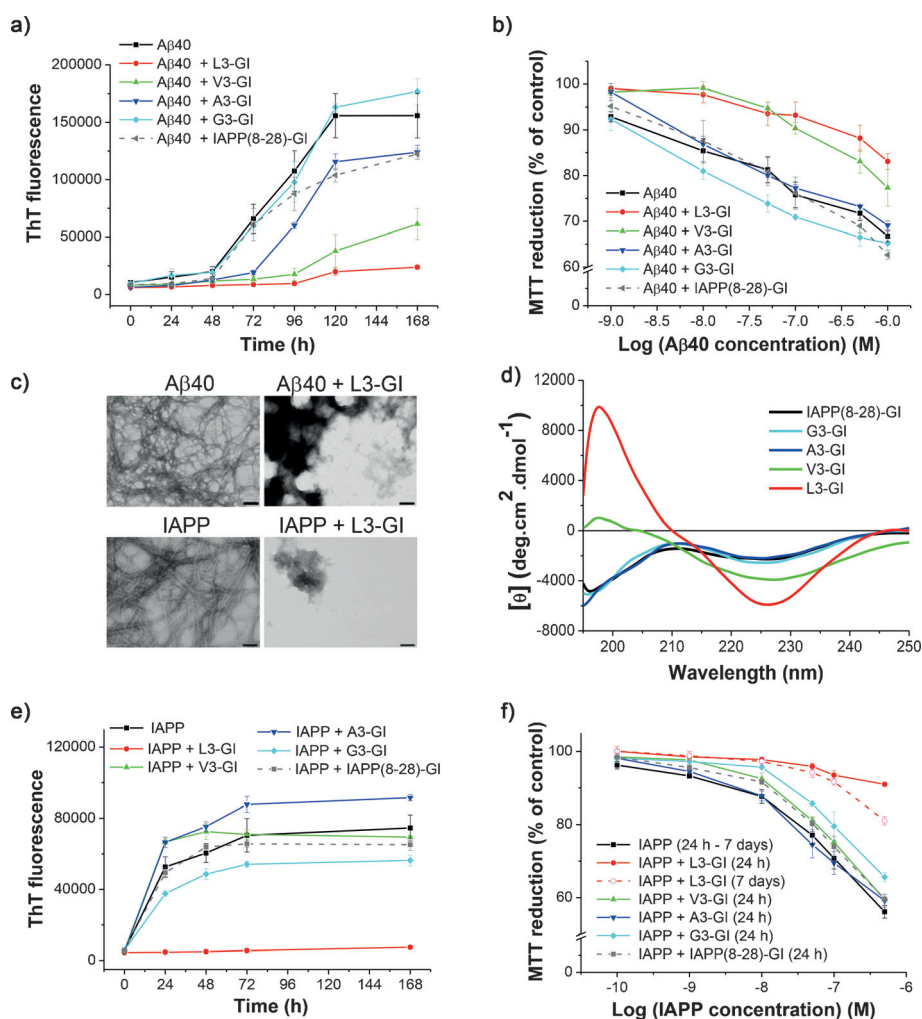 a)
Aβ40
Aβ40 + L3-GI
Aβ40 + V3-GI
Aβ40 + A3-GI
Aβ40 + G3-GI
Aβ40 + IAPP(8-28)-GI
ThT fluorescence
200000
150000
100000
50000
0
0 24 48 72 96 120 144 168
Time (h)
b)
MTT reduction (% of control)
100
90
80
70
60
0
Aβ40
Aβ40 + L3-GI
Aβ40 + V3-GI
Aβ40 + A3-GI
Aβ40 + G3-GI
Aβ40 + IAPP(8-28)-GI
-9.0 -8.5 -8.0 -7.5 -7.0 -6.5 -6.0
Log (Aβ40 concentration) (M)
c)
Aβ40 Aβ40 + L3-GI
IAPP IAPP + L3-GI
d)
[θ] (deg.cm2.dmol-1)
12000
8000
4000
0
-4000
-8000
IAPP(8-28)-GI
G3-GI
A3-GI
V3-GI
L3-GI
200 210 220 230 240 250
Wavelength (nm)
e)
IAPP
IAPP + L3-GI
IAPP + V3-GI
IAPP + A3-GI
IAPP + G3-GI
IAPP + IAPP(8-28)-GI
ThT fluorescence
120000
80000
40000
0
0 24 48 72 96 120 144 168
Time (h)
f)
MTT reduction (% of control)
100
80
60
0
IAPP (24 h - 7 days)
IAPP + L3-GI (24 h)
IAPP + L3-GI (7 days)
IAPP + V3-GI (24 h)
IAPP + A3-GI (24 h)
IAPP + G3-GI (24 h)
IAPP + IAPP(8-28)-GI (24 h)
-10 -9 -8 -7 -6
Log (IAPP concentration) (M)